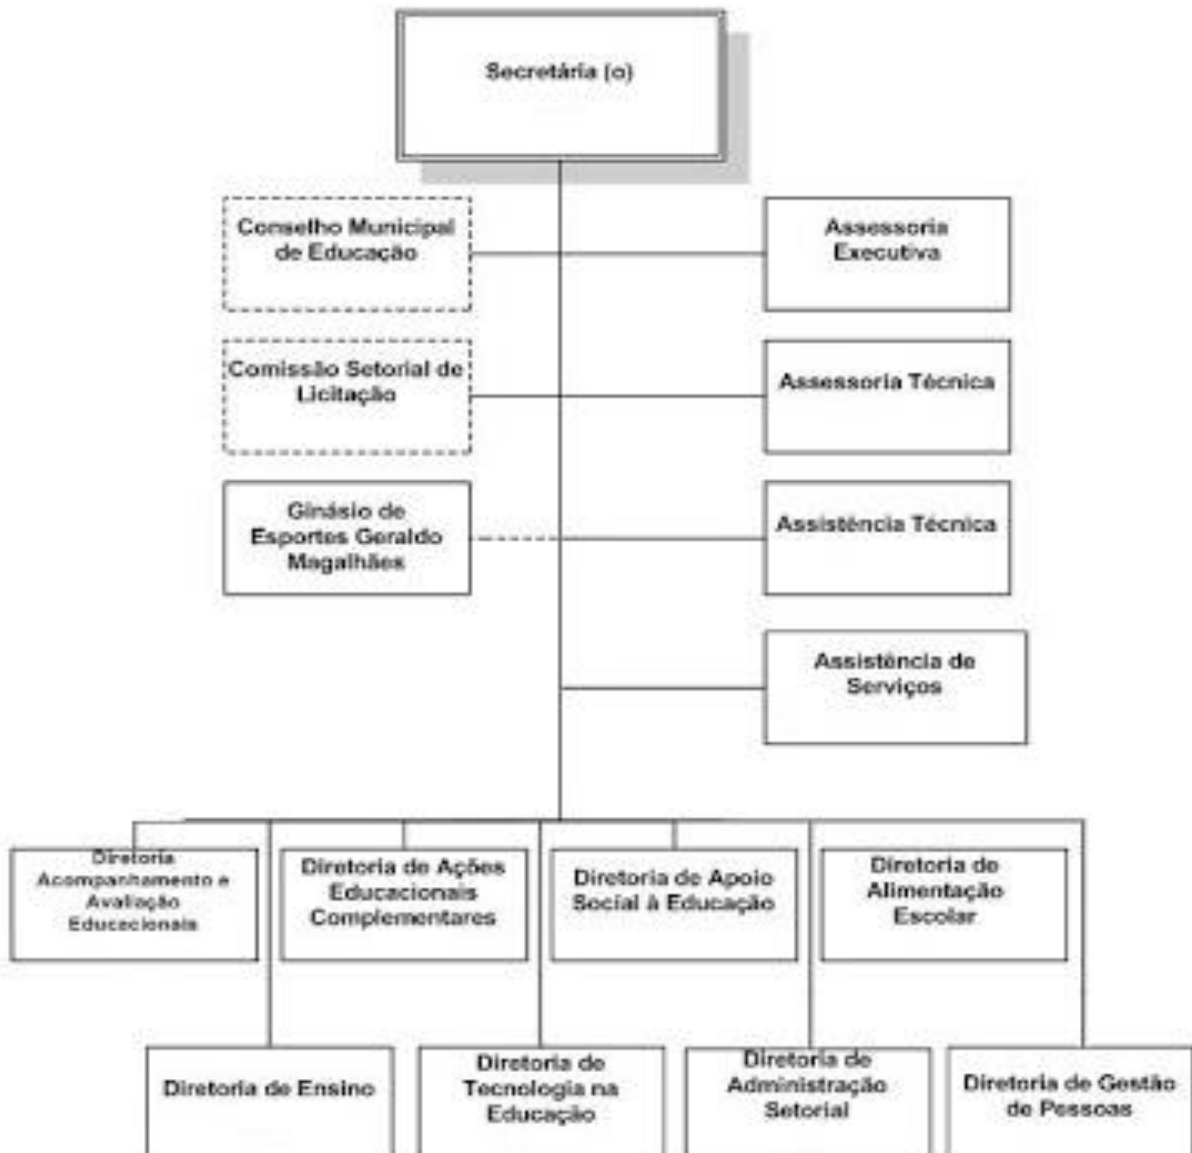 Secretária (o)
Conselho Municipal
de Educação
Assessoria
Executiva
Comissão Setorial de
Licitação
Assessoria Técnica
Ginásio de
Esportes Geraldo
Magalhães
Assistência Técnica
Assistência de
Serviços
Diretoria
Acompanhamento e
Avaliação
Educacionais
Diretoria de Ações
Educacionais
Complementares
Diretoria de Apoio
Social à Educação
Diretoria de
Alimentação
Escolar
Diretoria de Ensino
Diretoria de
Tecnologia na
Educação
Diretoria de
Administração
Setorial
Diretoria de Gestão
de Pessoas